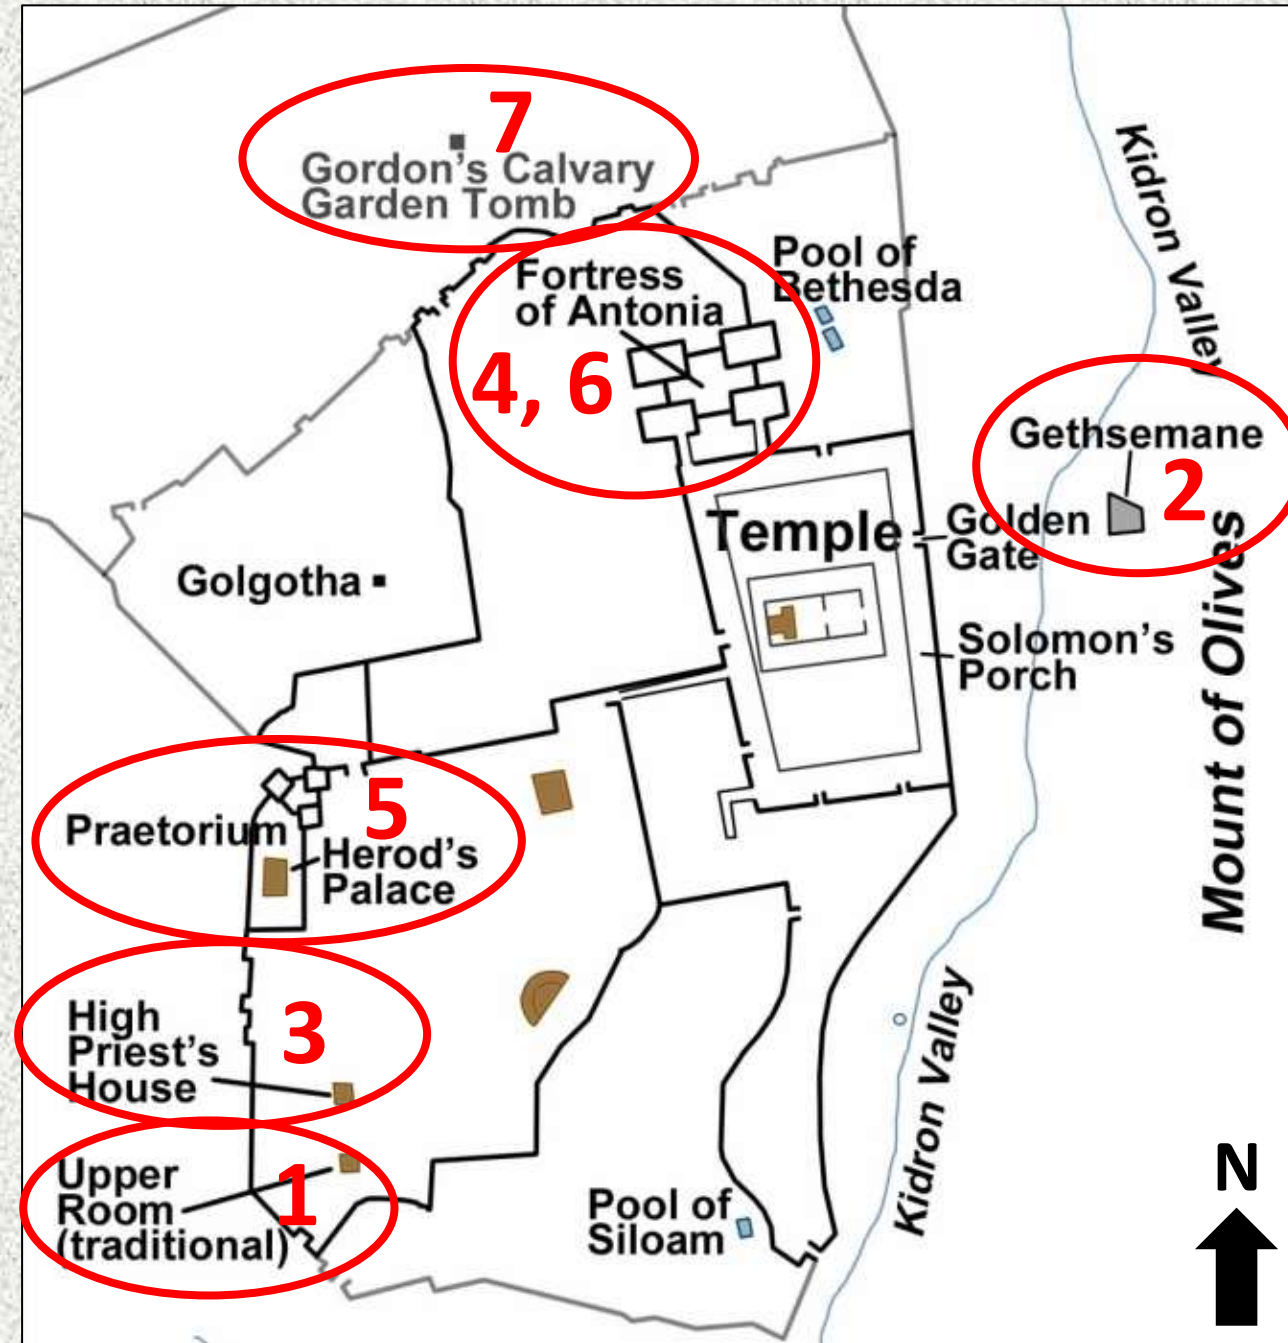 7
Gordon's Calvary
Garden Tomb
Kidron Valley
Pool of
Bethesda
Fortress
of Antonia
4, 6
Gethsemane
2
Temple
Golden
Gate
Golgotha
Mount of Olives
Solomon's
Porch
5
Praetorium
Herod's
Palace
High
Priest's
House
3
Kidron Valley
Upper
Room
(traditional)
1
Pool of
Siloam
N